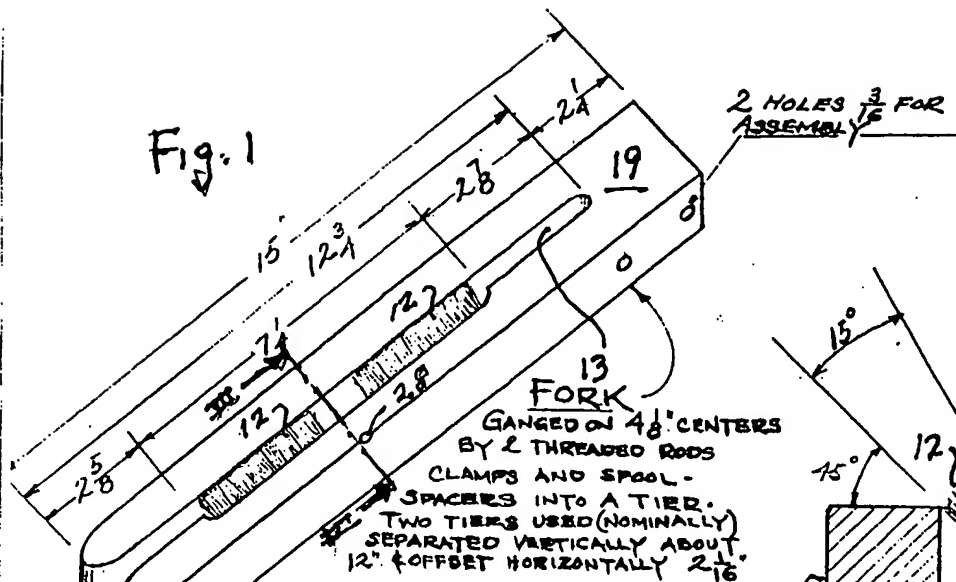 Fig. 1
2 HOLES 3/16 FOR
ASSEMBLY
2 1/4
2 7/8
19
15"
12 3/4
12
7 1/4
III
12
28
2 5/8
13
FORK
GANGED ON 4 1/8" CENTERS
BY 2 THREADED RODS
CLAMPS AND SPOOL-
SPACERS INTO A TIER.
TWO TIERS USED (NOMINALLY)
SEPARATED VERTICALLY ABOUT
12" & OFFSET HORIZONTALLY 2 1/16"
15°
45°
12